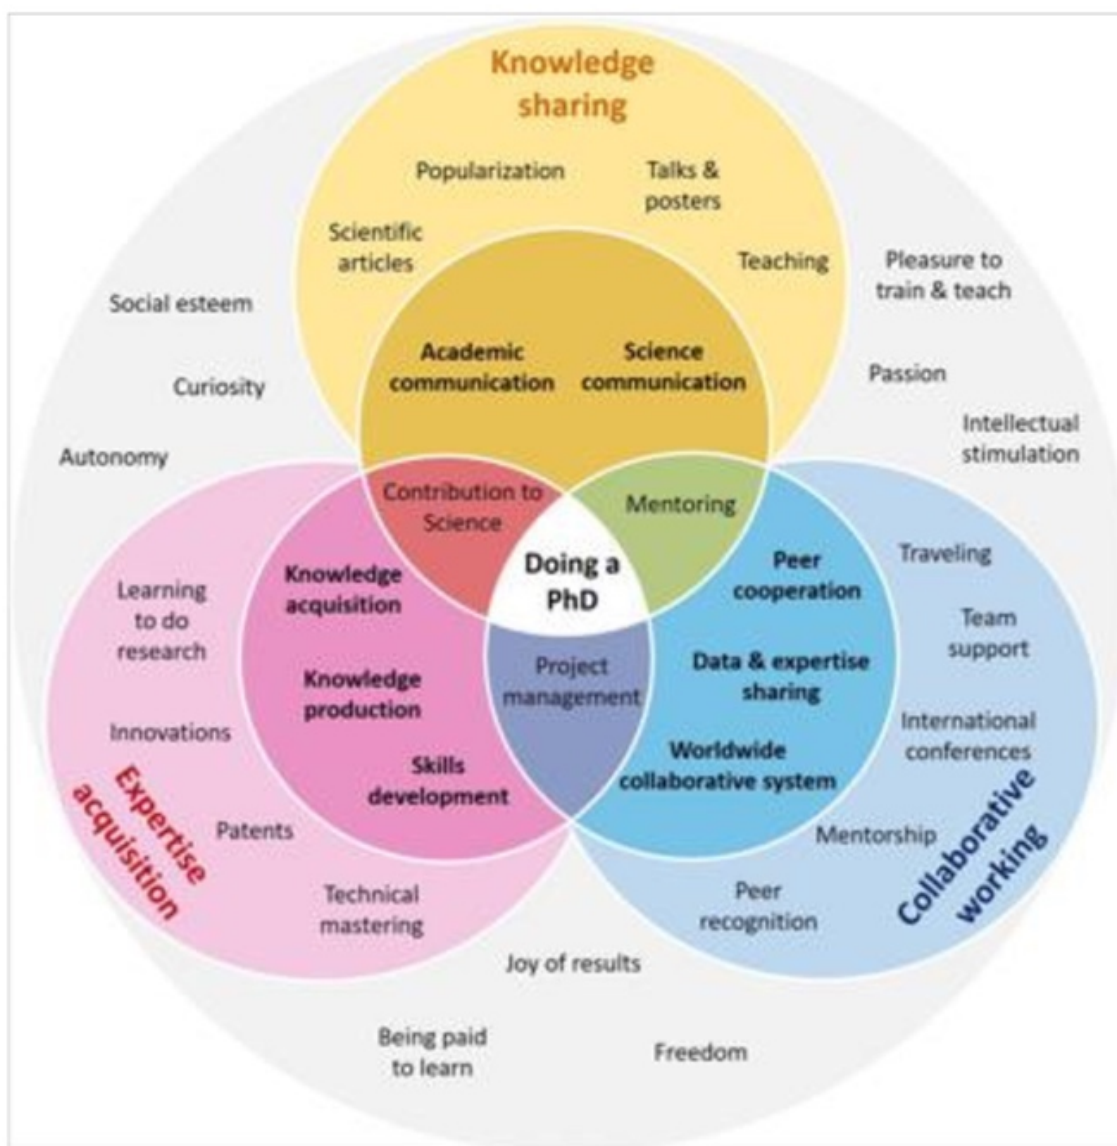 Knowledge
sharing
Popularization
Talks &
posters
Scientific
articles
Teaching
Pleasure to
train & teach
Social esteem
Academic
communication
Science
communication
Curiosity
Passion
Intellectual
stimulation
Autonomy
Contribution to
Science
Mentoring
Doing a
PhD
Knowledge
acquisition
Peer
cooperation
Traveling
Learning
to do
research
Team
support
Project
management
Data & expertise
sharing
Knowledge
production
Innovations
International
conferences
Skills
development
Worldwide
collaborative system
Expertise
acquisition
Patents
Mentorship
Collaborative
working
Technical
mastering
Peer
recognition
Joy of results
Being paid
to learn
Freedom